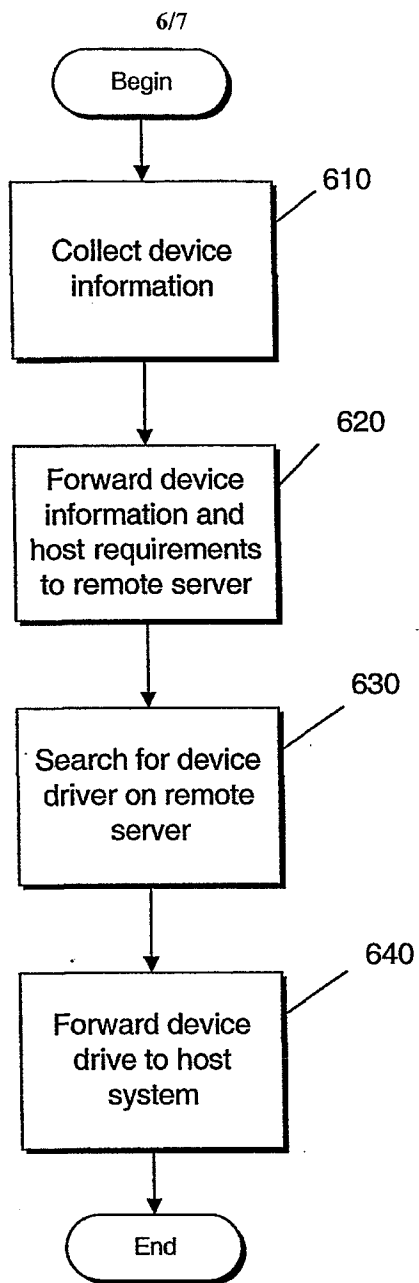 6/7
Begin
610
Collect device
information
620
Forward device
information and
host requirements
to remote server
630
Search for device
driver on remote
server
640
Forward device
drive to host
system
End